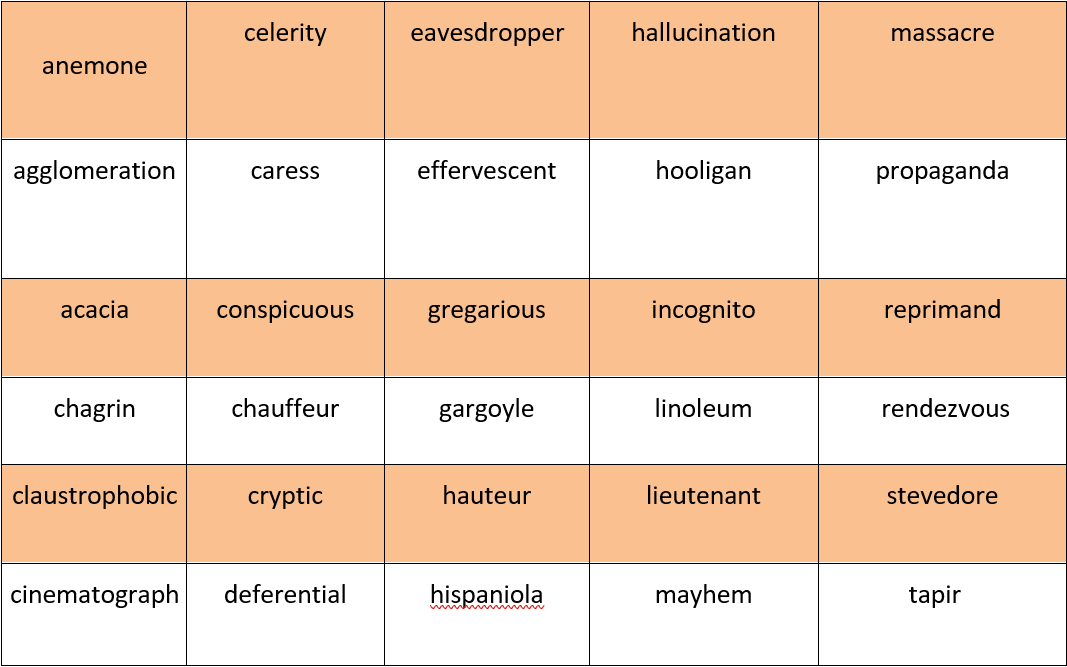 anemone celerity eavesdropper hallucination massacre
agglomeration caress effervescent hooligan propaganda
acacia conspicuous gregarious incognito reprimand
chagrin chauffeur gargoyle linoleum rendezvous
claustrophobic cryptic hauteur lieutenant stevedore
cinematograph deferential hispaniola mayhem tapir